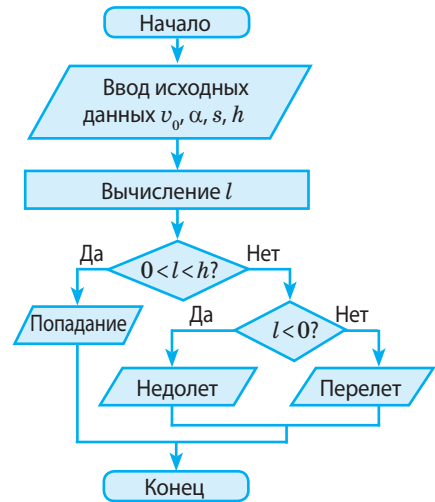 Начало
Ввод исходных
данных v₀, α, s, h
Вычисление l
0<l<h?
Да
Нет
Попадание
l<0?
Да
Нет
Недолет
Перелет
Конец